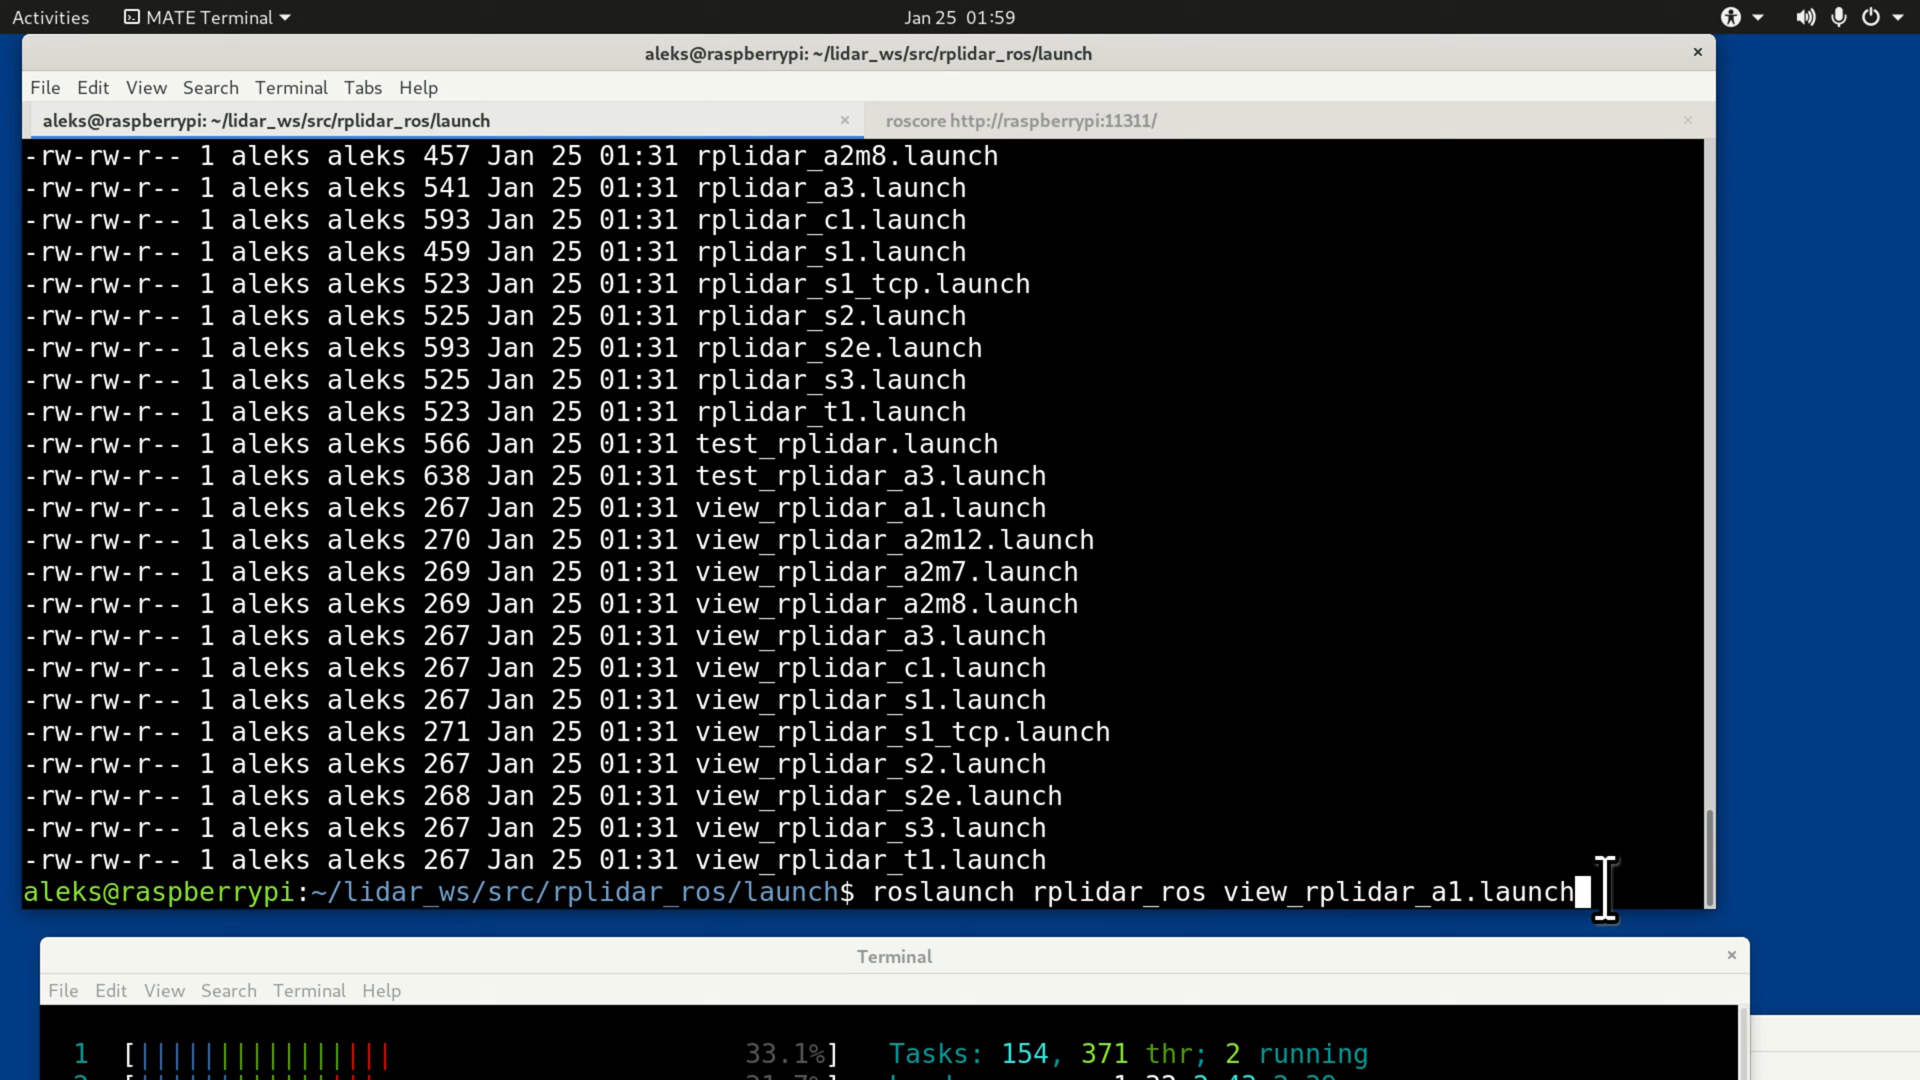 Activities MATE Terminal Jan 25 01:59
aleks@raspberrypi: ~/lidar_ws/src/rplidar_ros/launch ×
File Edit View Search Terminal Tabs Help
aleks@raspberrypi: ~/lidar_ws/src/rplidar_ros/launch × roscore http://raspberrypi:11311/ ×
-rw-rw-r-- 1 aleks aleks 457 Jan 25 01:31 rplidar_a2m8.launch
-rw-rw-r-- 1 aleks aleks 541 Jan 25 01:31 rplidar_a3.launch
-rw-rw-r-- 1 aleks aleks 593 Jan 25 01:31 rplidar_c1.launch
-rw-rw-r-- 1 aleks aleks 459 Jan 25 01:31 rplidar_s1.launch
-rw-rw-r-- 1 aleks aleks 523 Jan 25 01:31 rplidar_s1_tcp.launch
-rw-rw-r-- 1 aleks aleks 525 Jan 25 01:31 rplidar_s2.launch
-rw-rw-r-- 1 aleks aleks 593 Jan 25 01:31 rplidar_s2e.launch
-rw-rw-r-- 1 aleks aleks 525 Jan 25 01:31 rplidar_s3.launch
-rw-rw-r-- 1 aleks aleks 523 Jan 25 01:31 rplidar_t1.launch
-rw-rw-r-- 1 aleks aleks 566 Jan 25 01:31 test_rplidar.launch
-rw-rw-r-- 1 aleks aleks 638 Jan 25 01:31 test_rplidar_a3.launch
-rw-rw-r-- 1 aleks aleks 267 Jan 25 01:31 view_rplidar_a1.launch
-rw-rw-r-- 1 aleks aleks 270 Jan 25 01:31 view_rplidar_a2m12.launch
-rw-rw-r-- 1 aleks aleks 269 Jan 25 01:31 view_rplidar_a2m7.launch
-rw-rw-r-- 1 aleks aleks 269 Jan 25 01:31 view_rplidar_a2m8.launch
-rw-rw-r-- 1 aleks aleks 267 Jan 25 01:31 view_rplidar_a3.launch
-rw-rw-r-- 1 aleks aleks 267 Jan 25 01:31 view_rplidar_c1.launch
-rw-rw-r-- 1 aleks aleks 267 Jan 25 01:31 view_rplidar_s1.launch
-rw-rw-r-- 1 aleks aleks 271 Jan 25 01:31 view_rplidar_s1_tcp.launch
-rw-rw-r-- 1 aleks aleks 267 Jan 25 01:31 view_rplidar_s2.launch
-rw-rw-r-- 1 aleks aleks 268 Jan 25 01:31 view_rplidar_s2e.launch
-rw-rw-r-- 1 aleks aleks 267 Jan 25 01:31 view_rplidar_s3.launch
-rw-rw-r-- 1 aleks aleks 267 Jan 25 01:31 view_rplidar_t1.launch
aleks@raspberrypi:~/lidar_ws/src/rplidar_ros/launch$ roslaunch rplidar_ros view_rplidar_a1.launch
Terminal ×
File Edit View Search Terminal Help
1 [|||||||||||||||| 33.1%] Tasks: 154, 371 thr; 2 running